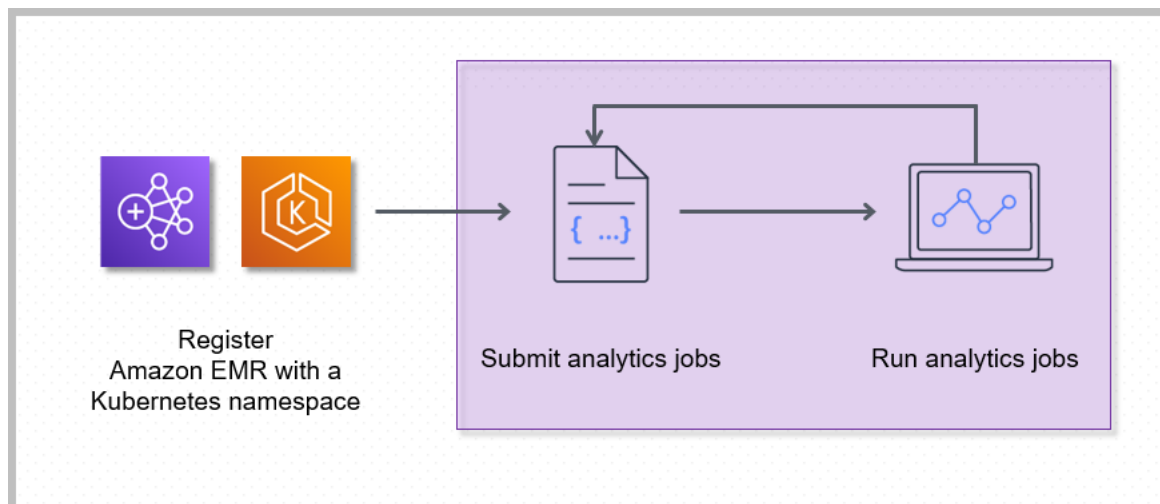 K
{ ...}
Register
Amazon EMR with a
Kubernetes namespace
Submit analytics jobs
Run analytics jobs